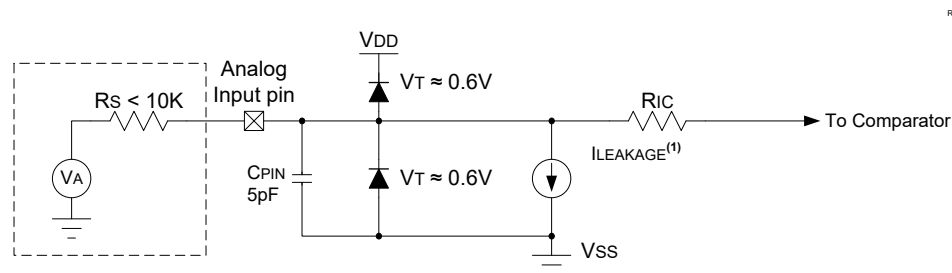 R
VDD
Analog
Input pin
VT ≈ 0.6V
RS < 10K
RIC
To Comparator
ILEAKAGE(1)
CPIN
5pF
VT ≈ 0.6V
VA
VSS